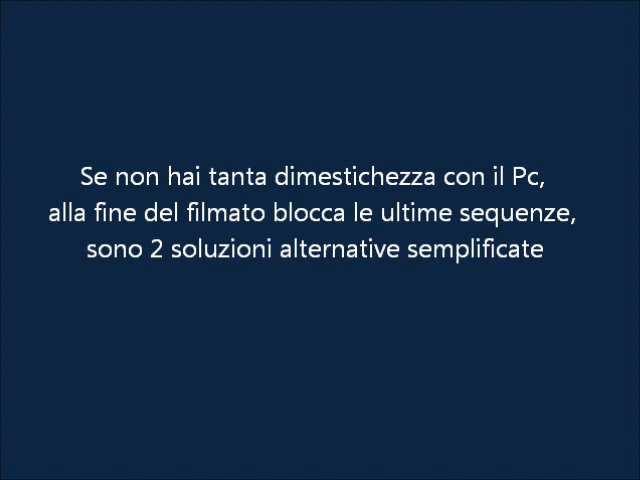 Se non hai tanta dimestichezza con il Pc,
alla fine del filmato blocca le ultime sequenze,
sono 2 soluzioni alternative semplificate